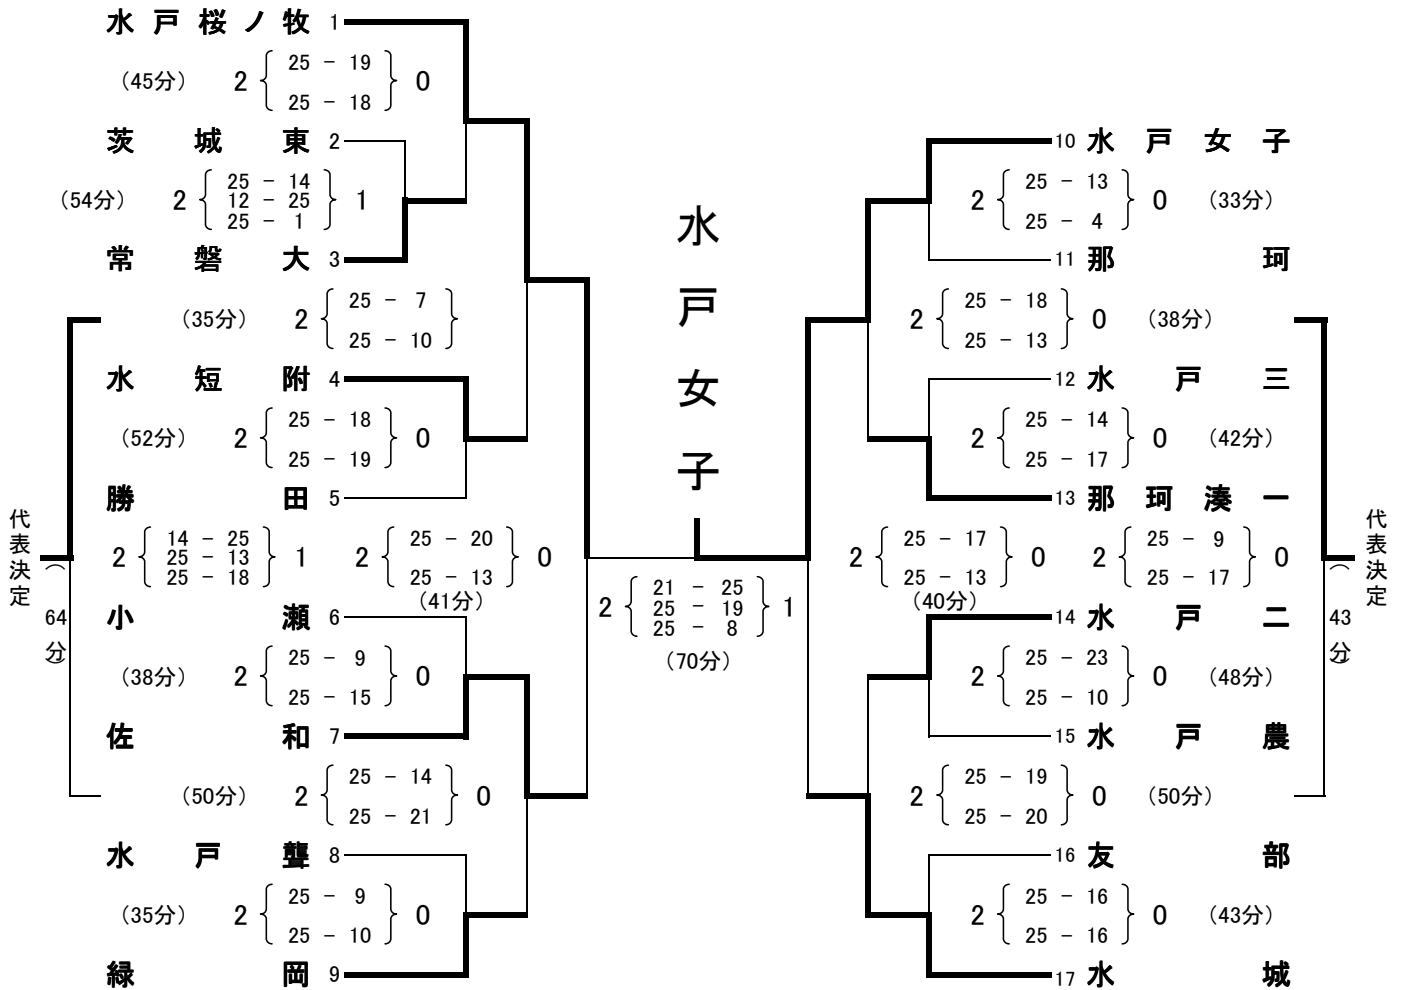 水戸桜ノ牧 1
(45分) 2 25 - 19 0
25 - 18
茨城東 2
(54分) 2 25 - 14 1
12 - 25
25 - 1
常磐大 3
(35分) 2 25 - 7
25 - 10
水短附 4
(52分) 2 25 - 18 0
25 - 19
勝田 5
2 14 - 25 1
25 - 13
25 - 18
2 25 - 20 0
25 - 13
(41分)
小瀬 6
(38分) 2 25 - 9 0
25 - 15
佐和 7
(50分) 2 25 - 14 0
25 - 21
水戸聾 8
(35分) 2 25 - 9 0
25 - 10
緑岡 9
代表決定
(64分)
水戸女子
2 21 - 25 1
25 - 19
25 - 8
(70分)
10 水戸女子
2 25 - 13 0 (33分)
25 - 4
11 那珂
2 25 - 18 0 (38分)
25 - 13
12 水戸三
2 25 - 14 0 (42分)
25 - 17
13 那珂湊一
2 25 - 17 0
25 - 13
(40分)
2 25 - 9 0
25 - 17
14 水戸二
2 25 - 23 0 (48分)
25 - 10
15 水戸農
2 25 - 19 0 (50分)
25 - 20
16 友部
2 25 - 16 0 (43分)
25 - 16
17 水城
代表決定
(43分)